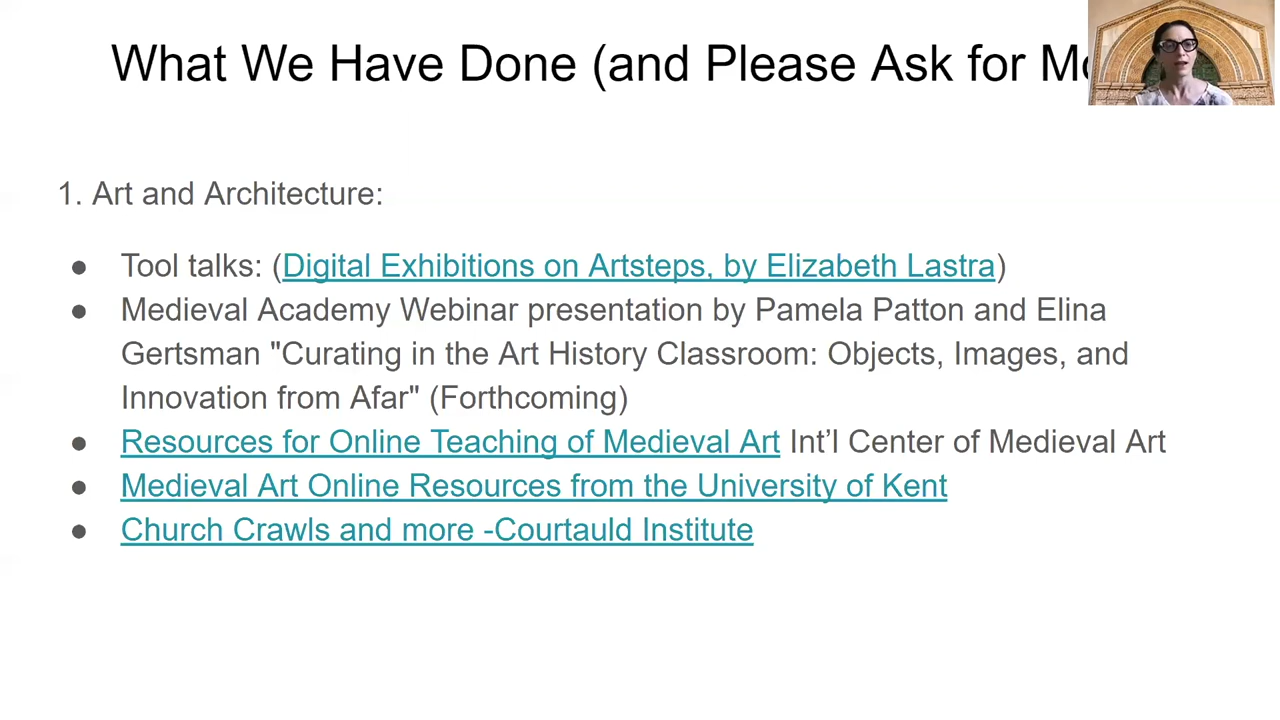 What We Have Done (and Please Ask for
1. Art and Architecture:
● Tool talks: (Digital Exhibitions on Artsteps, by Elizabeth Lastra)
● Medieval Academy Webinar presentation by Pamela Patton and Elina
Gertsman "Curating in the Art History Classroom: Objects, Images, and
Innovation from Afar" (Forthcoming)
● Resources for Online Teaching of Medieval Art Int’l Center of Medieval Art
● Medieval Art Online Resources from the University of Kent
● Church Crawls and more -Courtauld Institute